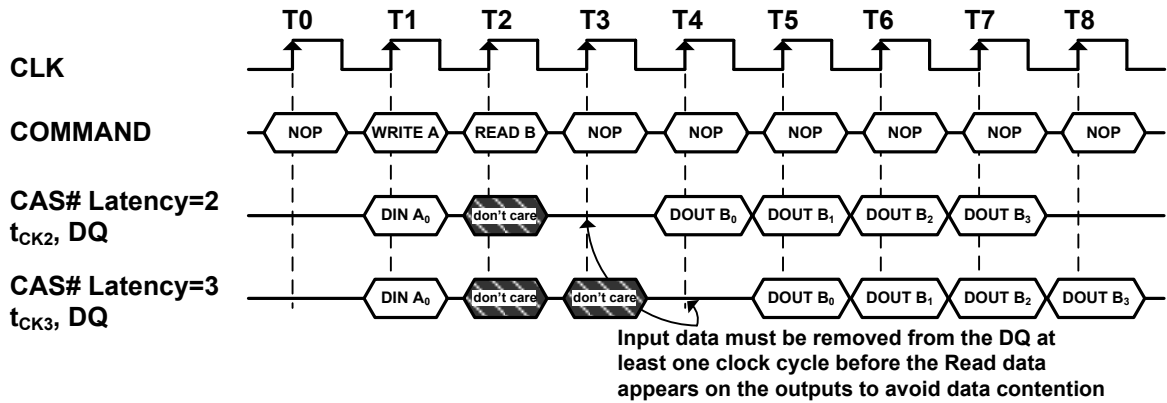 T0 T1 T2 T3 T4 T5 T6 T7 T8
CLK
COMMAND NOP WRITE A READ B NOP NOP NOP NOP NOP NOP
CAS# Latency=2
tCK2, DQ DIN A0 don't care DOUT B0 DOUT B1 DOUT B2 DOUT B3
CAS# Latency=3
tCK3, DQ DIN A0 don't care don't care DOUT B0 DOUT B1 DOUT B2 DOUT B3
Input data must be removed from the DQ at
least one clock cycle before the Read data
appears on the outputs to avoid data contention